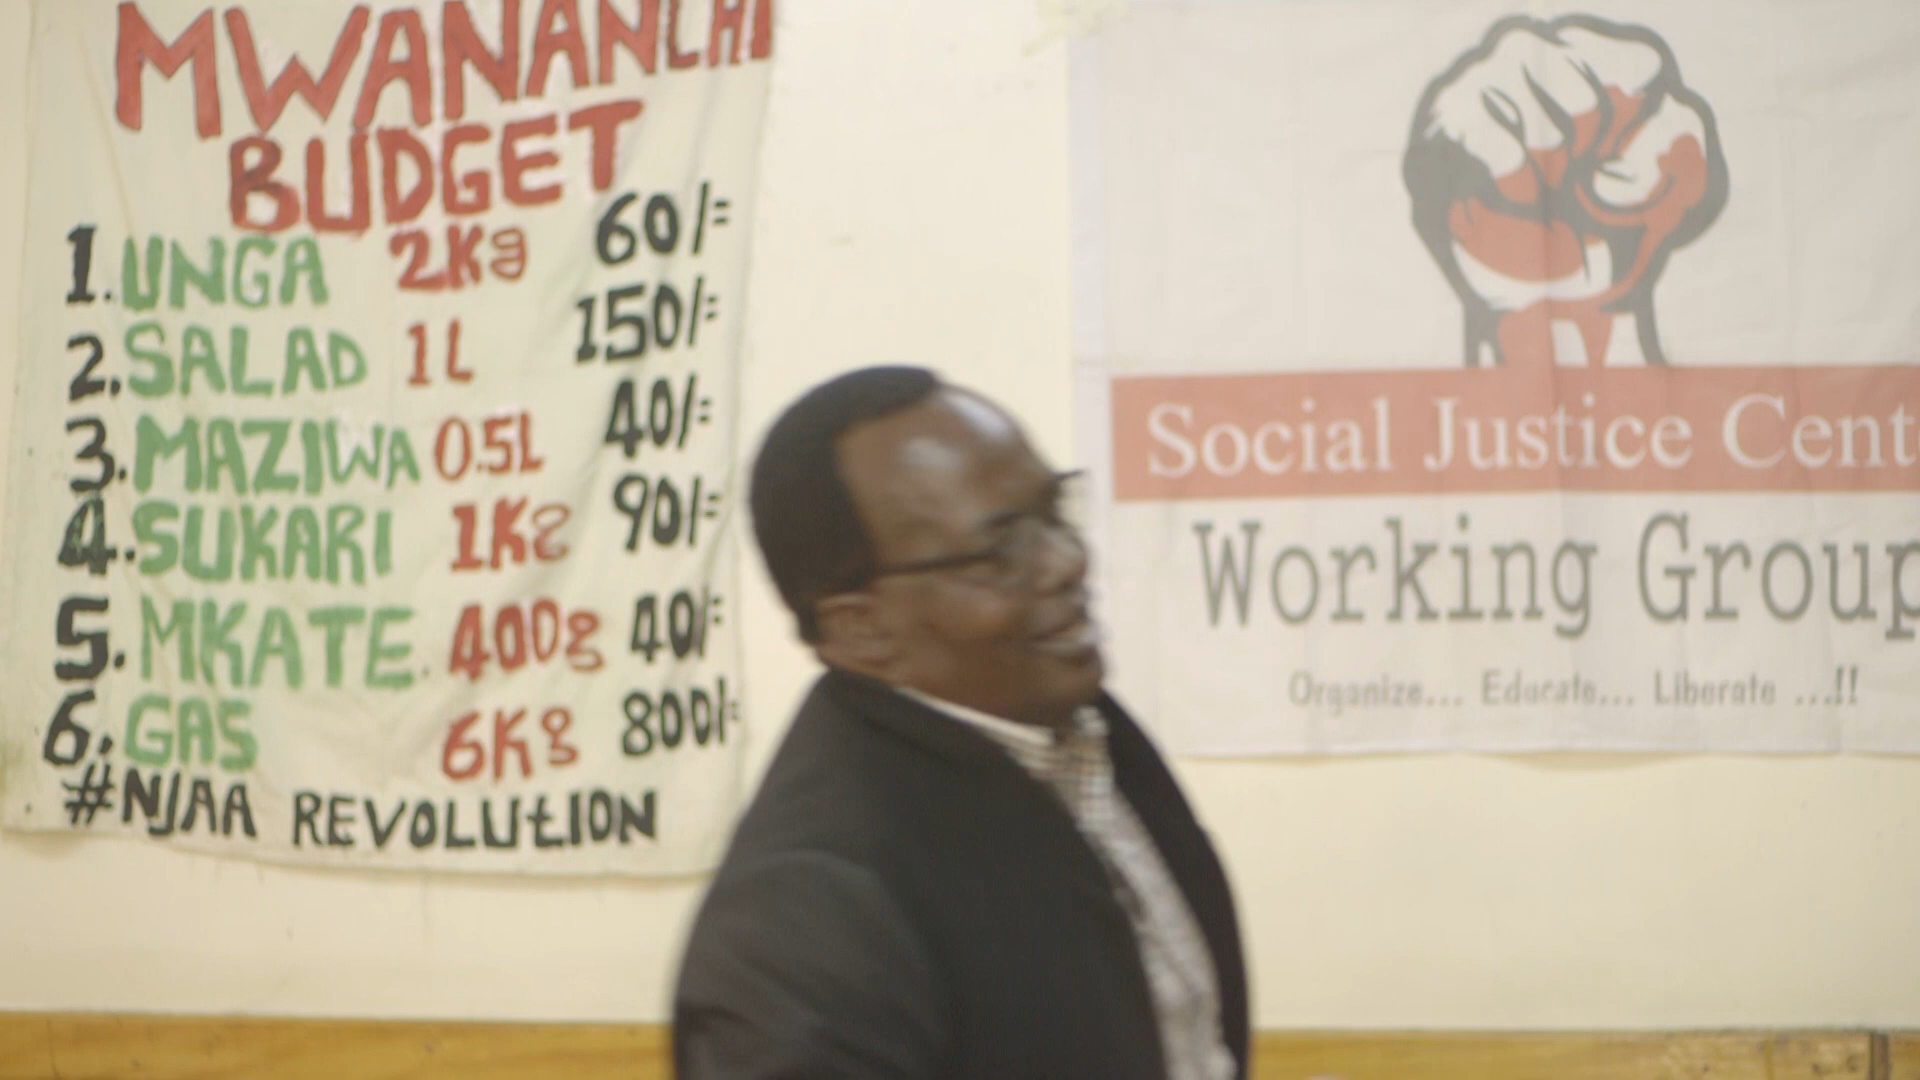 MWANANCHI
BUDGET
1. UNGA 2Kg 60/=
2. SALAD 1L 150/=
3. MAZIWA 0.5L 40/=
4. SUKARI 1Kg 90/=
5. MKATE 400g 40/=
6. GAS 6Kg 800/=
#NJAA REVOLUtION
Social Justice Cent
Working Group
Organize... Educate... Liberate ...!!